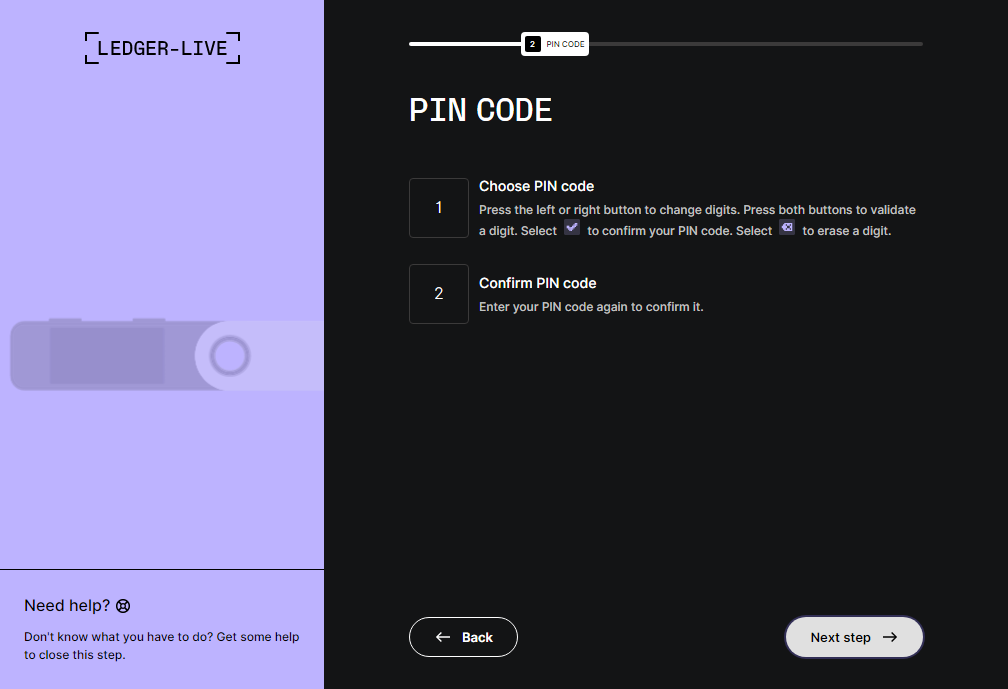 LEDGER-LIVE
2 PIN CODE
PIN CODE
1
Choose PIN code
Press the left or right button to change digits. Press both buttons to validate
a digit. Select to confirm your PIN code. Select to erase a digit.
2
Confirm PIN code
Enter your PIN code again to confirm it.
Need help?
Don't know what you have to do? Get some help
to close this step.
Back
Next step